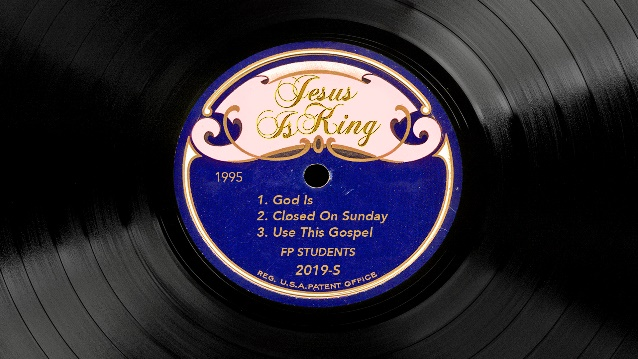 Jesus
Is King
1995
1. God Is
2. Closed On Sunday
3. Use This Gospel
FP STUDENTS
2019-S
REG. U.S.A. PATENT OFFICE